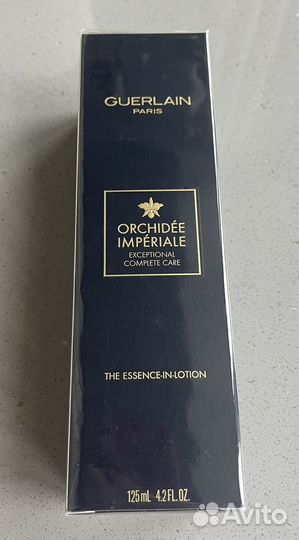 GUERLAIN
PARIS
ORCHIDÉE
IMPÉRIALE
EXCEPTIONAL
COMPLETE CARE
THE ESSENCE-IN-LOTION
125 mL 4.2 FL.OZ.
Avito